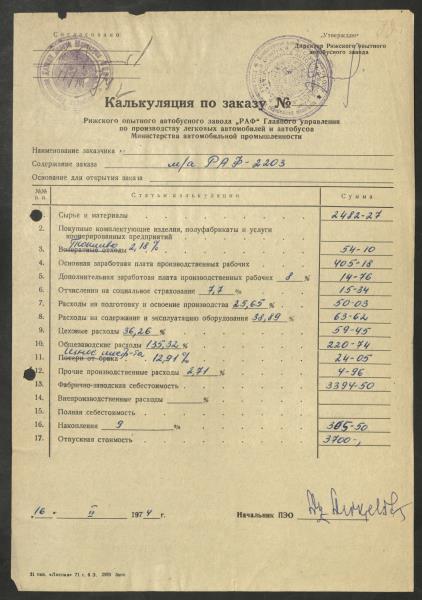 Согласовано
„Утверждаю"
Директор Рижского опытного
автобусного завода
Калькуляция по заказу №
Рижского опытного автобусного завода „РАФ" Главного управления
по производству легковых автомобилей и автобусов
Министерства автомобильной промышленности
Наименование заказчика
Содержание заказа м/а РАФ-2203
Основание для открытия заказа
№№ п.п. Статьи калькуляции Сумма
1. Сырье и материалы 2482-27
2. Покупные комплектующие изделия, полуфабрикаты и услуги
кооперированных предприятий
Топливо 2,18%
3. Возвратные отходы 54-10
4. Основная заработная плата производственных рабочих 405-18
5. Дополнительная заработная плата производственных рабочих 8 % 14-76
6. Отчисления на социальное страхование 7,7 % 15-34
7. Расходы на подготовку и освоение производства 25,65 % 50-03
8. Расходы на содержание и эксплуатацию оборудования 38,89 % 63-62
9. Цеховые расходы 36,26 % 59-45
10. Общезаводские расходы 135,32 % 220-74
Износ
11. Потери от брака 12,91 % 24-05
12. Прочие производственные расходы 2,71 % 4-96
13. Фабрично-заводская себестоимость 3394-50
14. Внепроизводственные расходы %
15. Полная себестоимость
16. Накопления 9 % 305-50
17. Отпускная стоимость 3700-,
„16" II 1974 г.
Начальник ПЭО